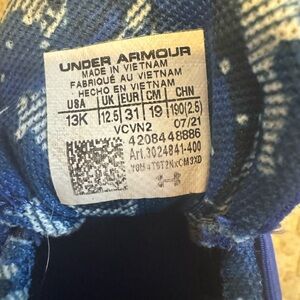 UNDER ARMOUR
MADE IN VIETNAM
FABRIQUÉ AU VIETNAM
HECHO EN VIETNAM
USA UK EUR CM CHN
13K 12.5 31 19 190(2.5)
VCVN2 07/21
4208448886
Art.3024841-400